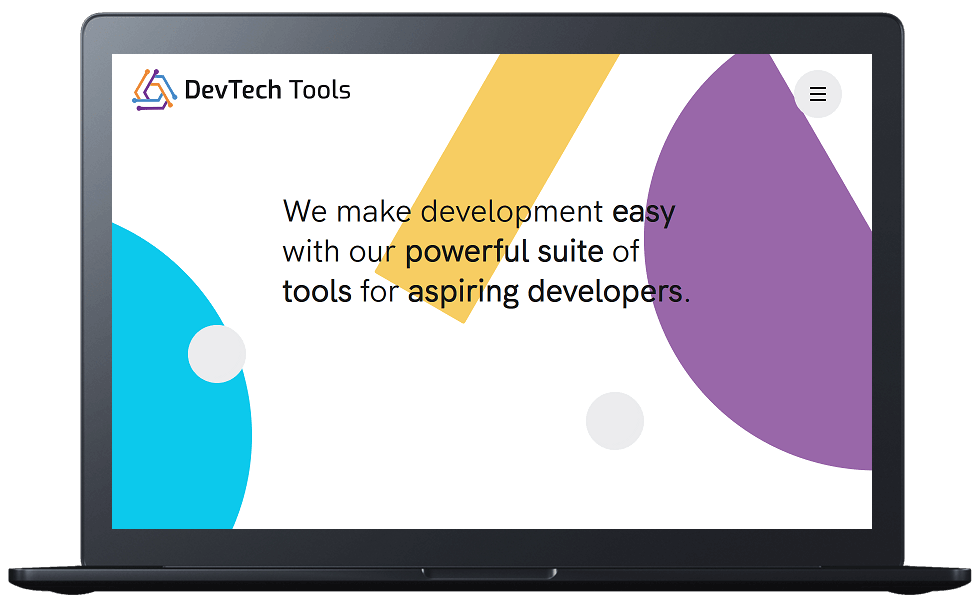 DevTech Tools
We make development easy
with our powerful suite of
tools for aspiring developers.